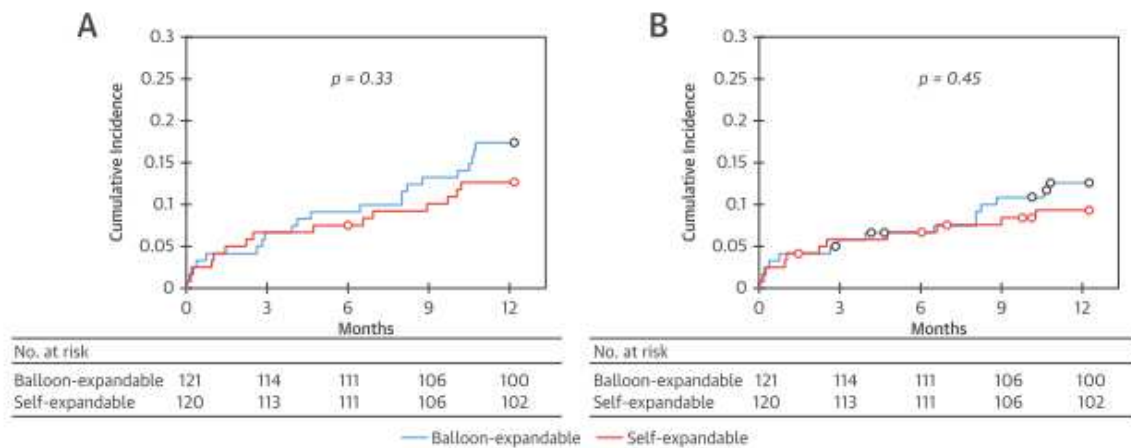 A
0.3
0.25
0.2
0.15
0.1
0.05
0
Cumulative Incidence
p = 0.33
0 3 6 9 12
Months
No. at risk
Balloon-expandable 121 114 111 106 100
Self-expandable 120 113 111 106 102
B
0.3
0.25
0.2
0.15
0.1
0.05
0
Cumulative Incidence
p = 0.45
0 3 6 9 12
Months
No. at risk
Balloon-expandable 121 114 111 106 100
Self-expandable 120 113 111 106 102
Balloon-expandable Self-expandable